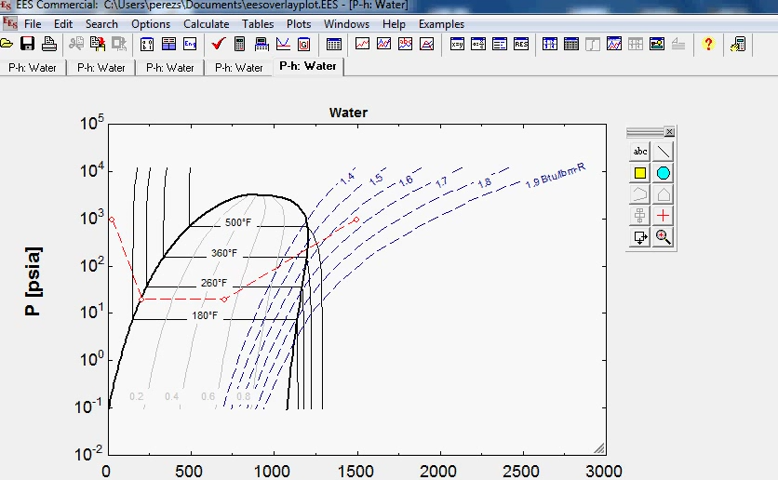 EES Commercial: C:\Users\perezs\Documents\eesoverlayplot.EES - [P-h: Water]
EES File Edit Search Options Calculate Tables Plots Windows Help Examples
P-h: Water P-h: Water P-h: Water P-h: Water P-h: Water
Water
abc
P [psia]
10^5
10^4
10^3
10^2
10^1
10^0
10^-1
10^-2
1.4 1.5 1.6 1.7 1.8 1.9 Btu/lbm-R
500°F
360°F
260°F
180°F
0.2 0.4 0.6 0.8
0 500 1000 1500 2000 2500 3000